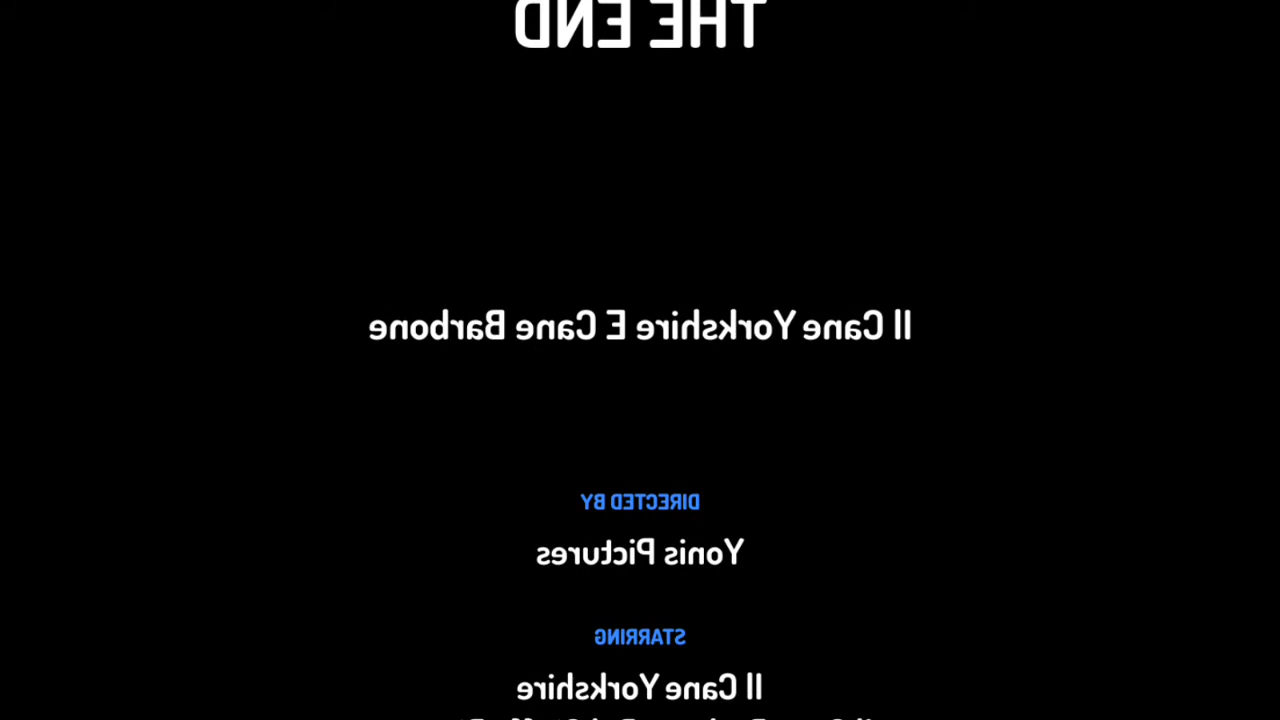 THE END
Il Cane Yorkshire E Cane Barbone
DIRECTED BY
Yonis Pictures
STARRING
Il Cane Yorkshire